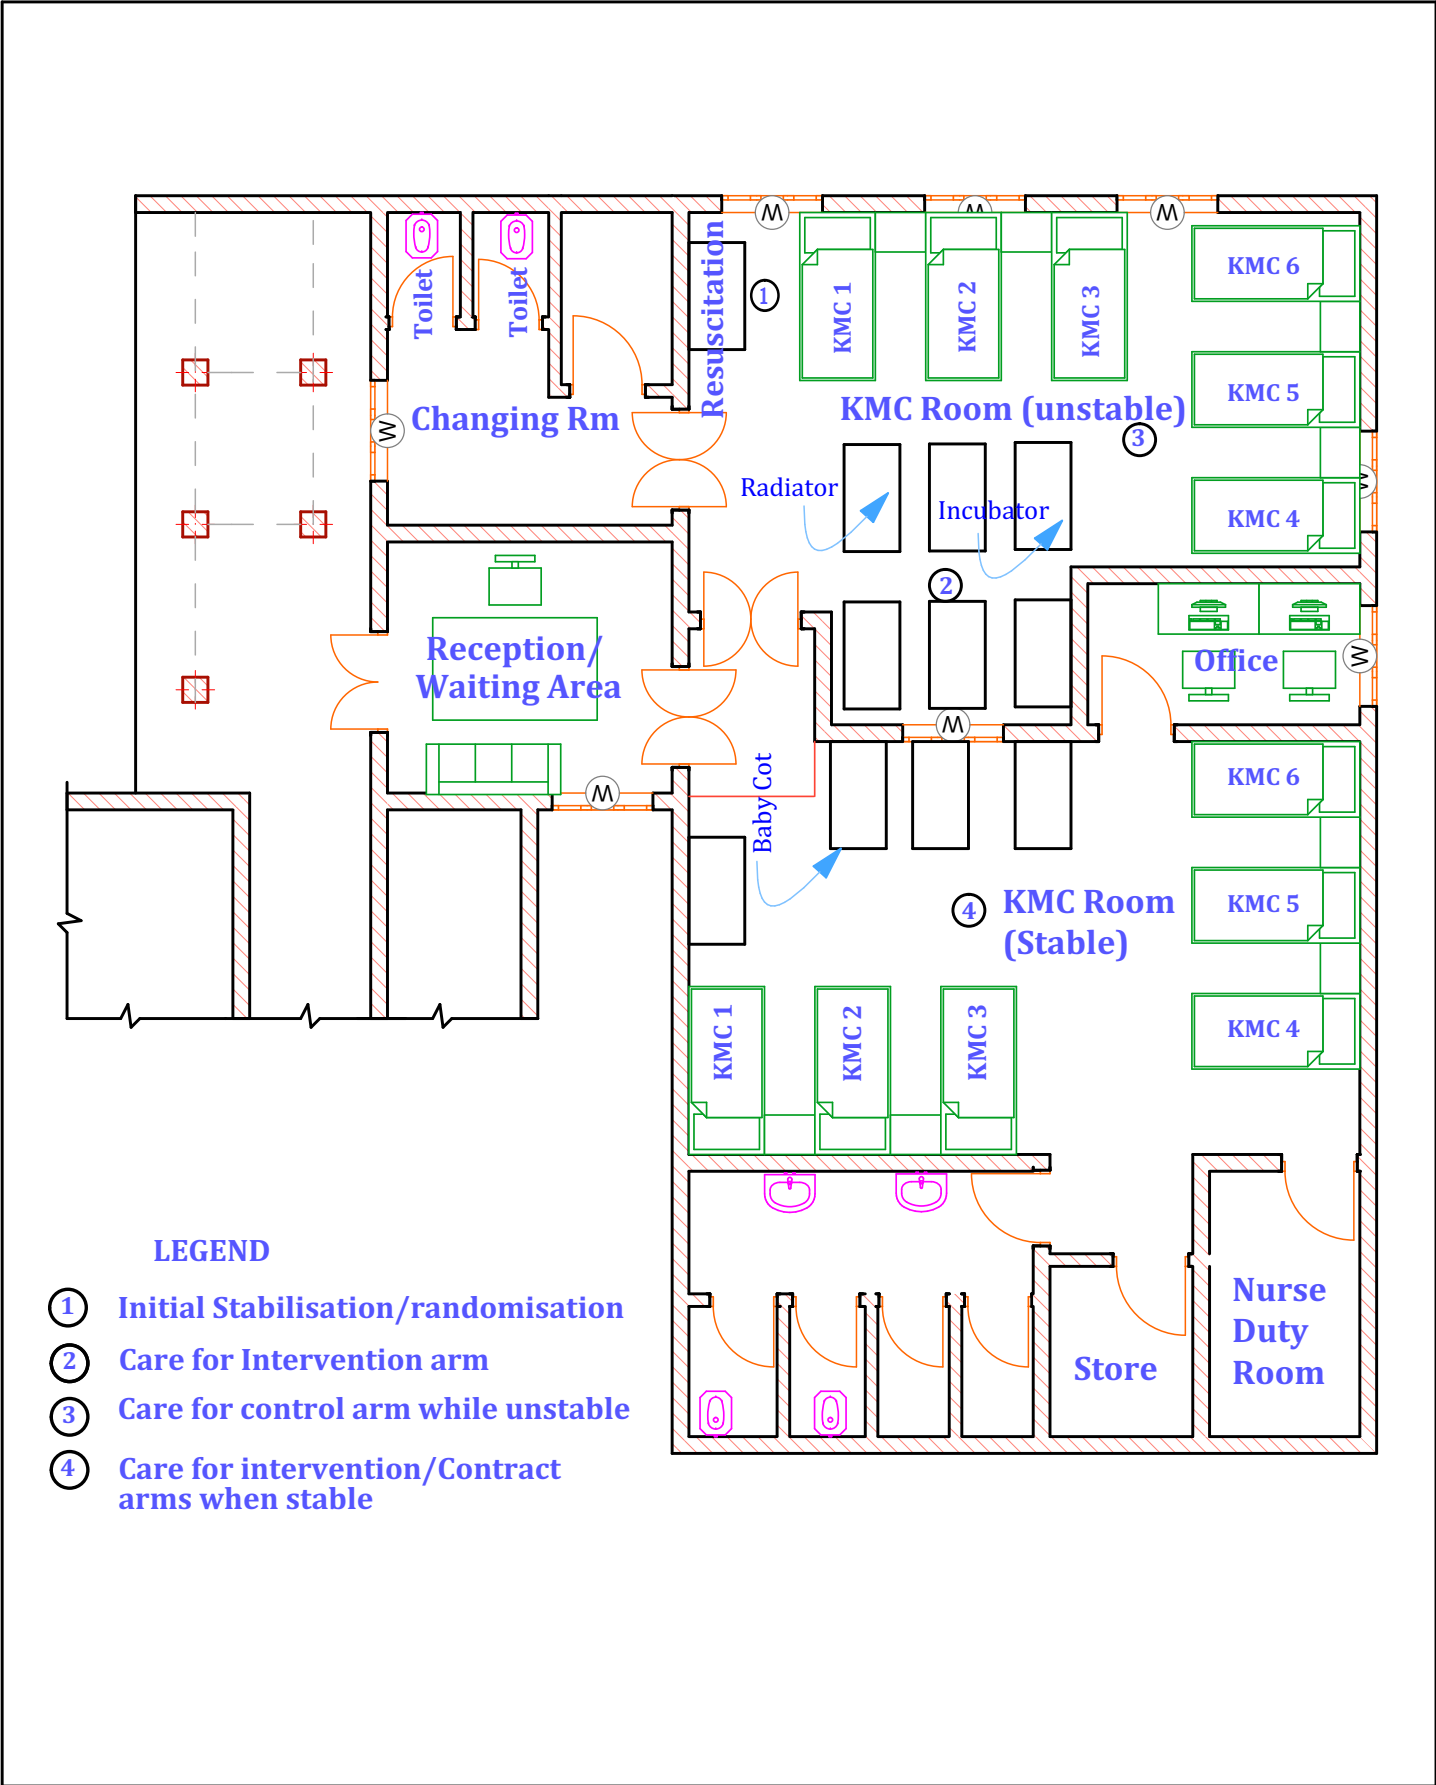 W
W
W
Toilet
Toilet
Resuscitation
1
KMC 1
KMC 2
KMC 3
KMC 6
KMC 5
KMC Room (unstable)
3
Changing Rm
W
W
Radiator
Incubator
KMC 4
2
Reception/
Waiting Area
Office
W
W
W
Baby Cot
KMC 6
KMC 5
4
KMC Room
(Stable)
KMC 1
KMC 2
KMC 3
KMC 4
Nurse
Duty
Room
Store
LEGEND
1 Initial Stabilisation/randomisation
2 Care for Intervention arm
3 Care for control arm while unstable
4 Care for intervention/Contract
arms when stable